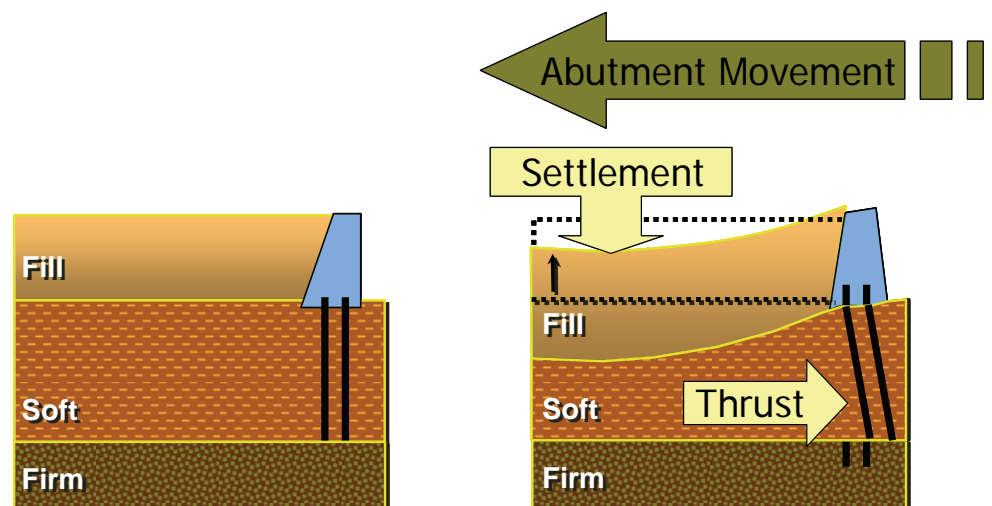 Abutment Movement
Settlement
Fill
Soft
Firm
Fill
Thrust
Soft
Firm